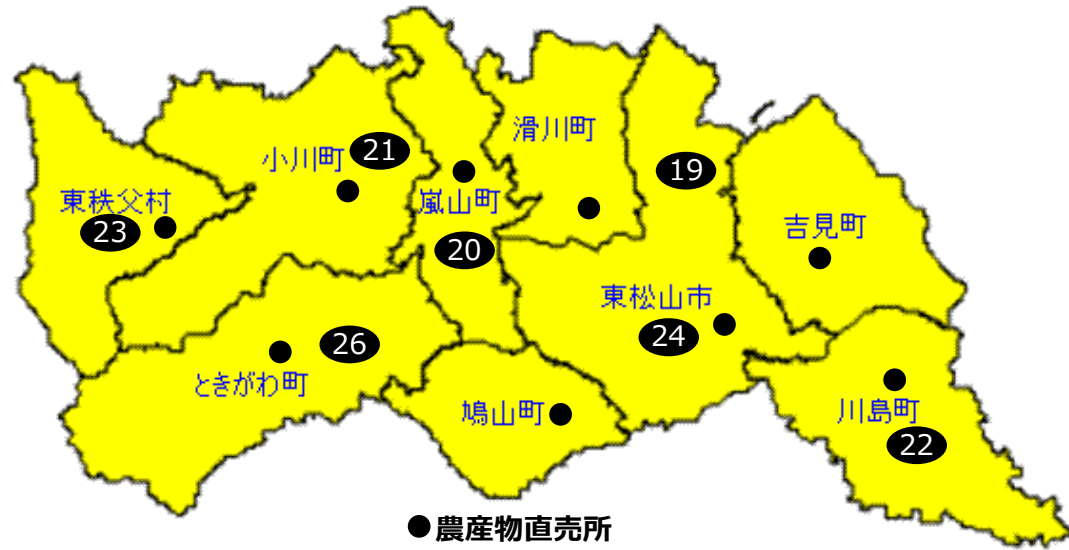 滑川町
小川町
21
19
東秩父村
嵐山町
23
吉見町
20
東松山市
24
26
ときがわ町
鳩山町
川島町
22
●農産物直売所